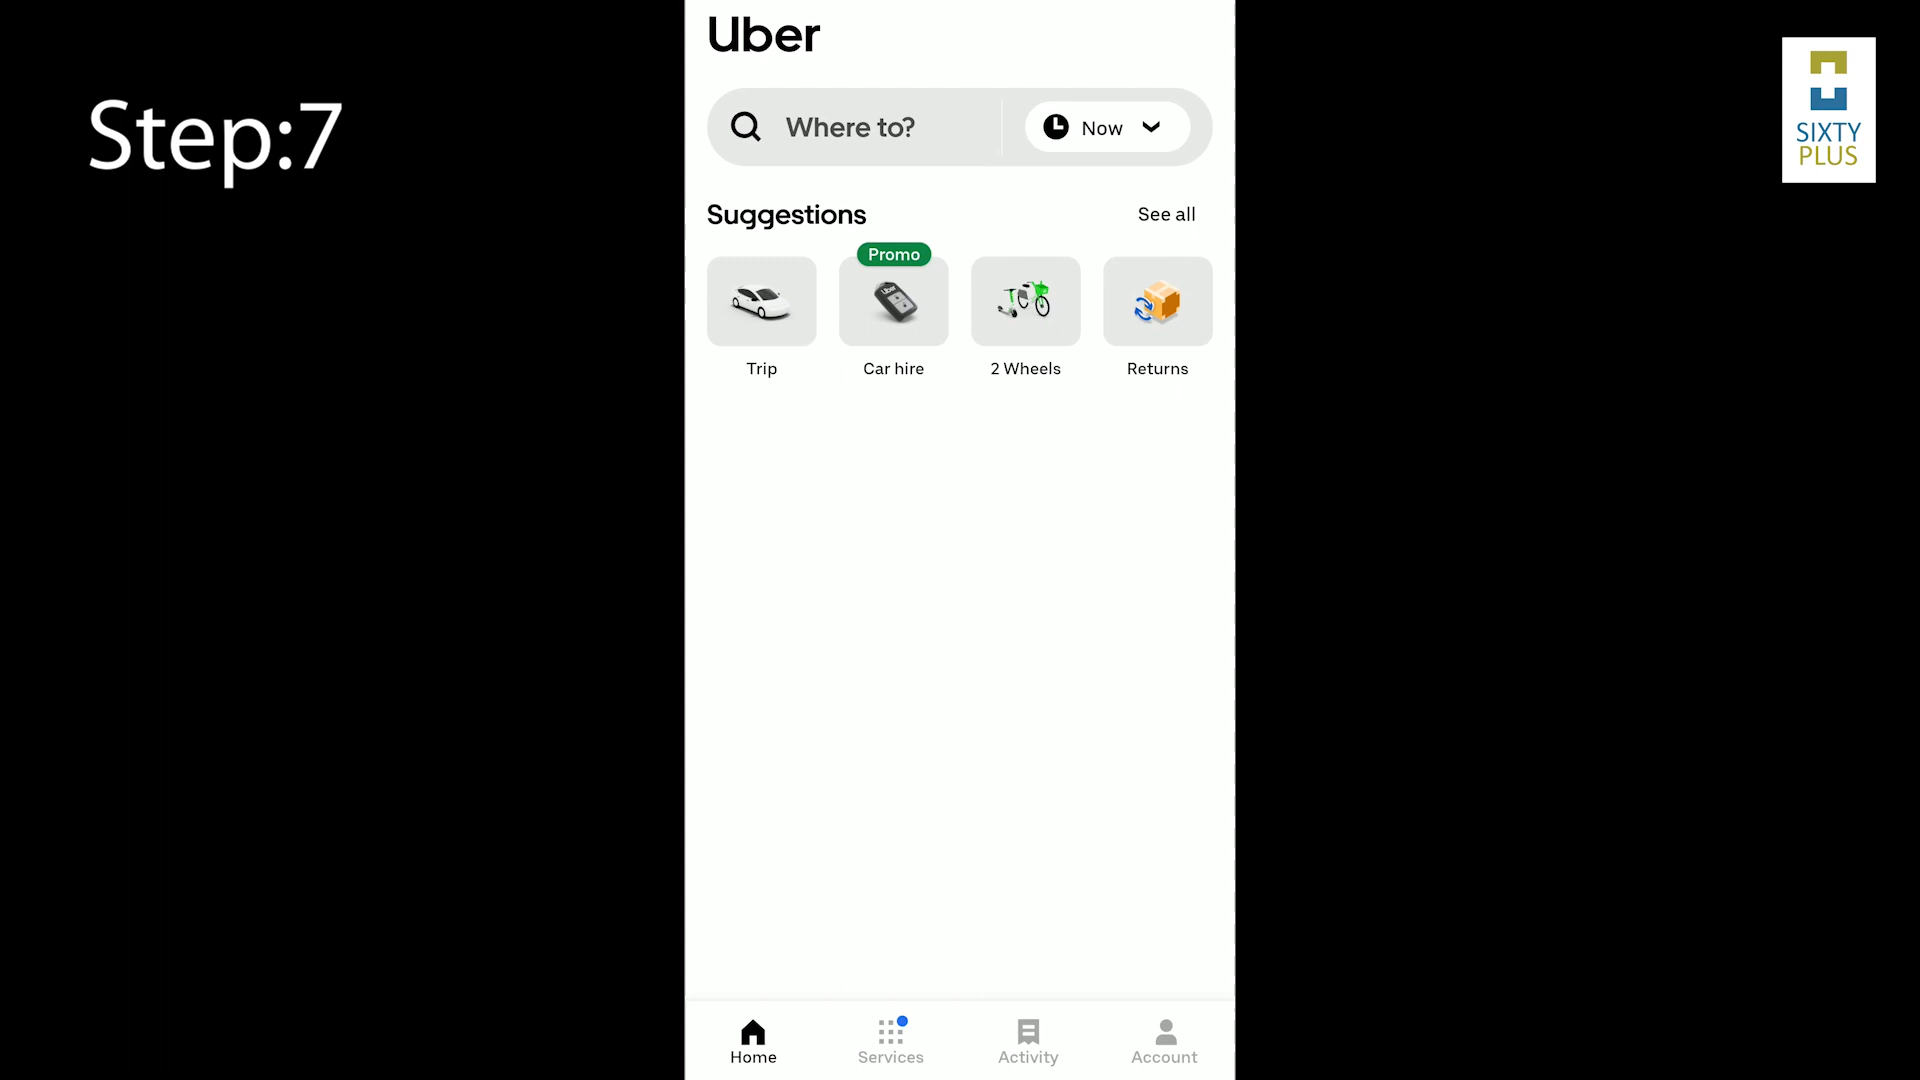 Step:7
Uber
Where to?
Now
Suggestions
See all
Promo
Uber
Trip
Car hire
2 Wheels
Returns
Home
Services
Activity
Account
SIXTY
PLUS